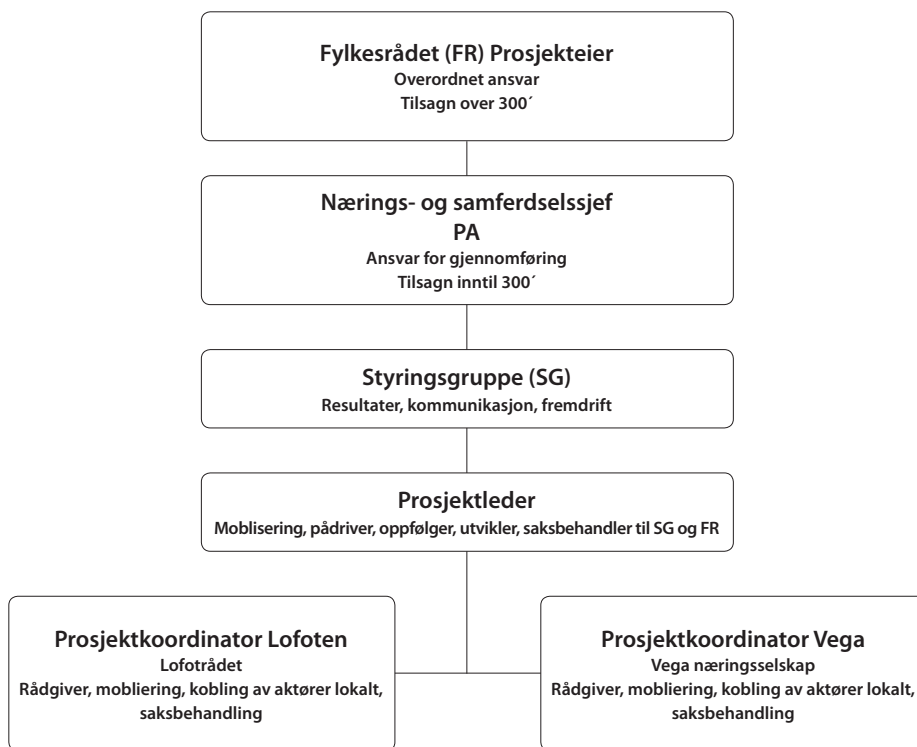 Fylkesrådet (FR) Prosjekteier
Overordnet ansvar
Tilsagn over 300´
Nærings- og samferdselssjef
PA
Ansvar for gjennomføring
Tilsagn inntil 300´
Styringsgruppe (SG)
Resultater, kommunikasjon, fremdrift
Prosjektleder
Moblisering, pådriver, oppfølger, utvikler, saksbehandler til SG og FR
Prosjektkoordinator Lofoten
Lofotrådet
Rådgiver, mobliering, kobling av aktører lokalt,
saksbehandling
Prosjektkoordinator Vega
Vega næringsselskap
Rådgiver, mobliering, kobling av aktører lokalt,
saksbehandling